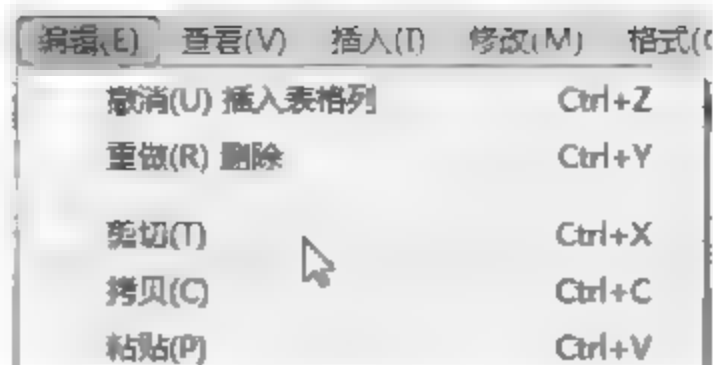 编辑(E) 查看(V) 插入(I) 修改(M) 格式(
撤消(U) 插入表格列 Ctrl+Z
重做(R) 删除 Ctrl+Y
剪切(T) Ctrl+X
拷贝(C) Ctrl+C
粘贴(P) Ctrl+V